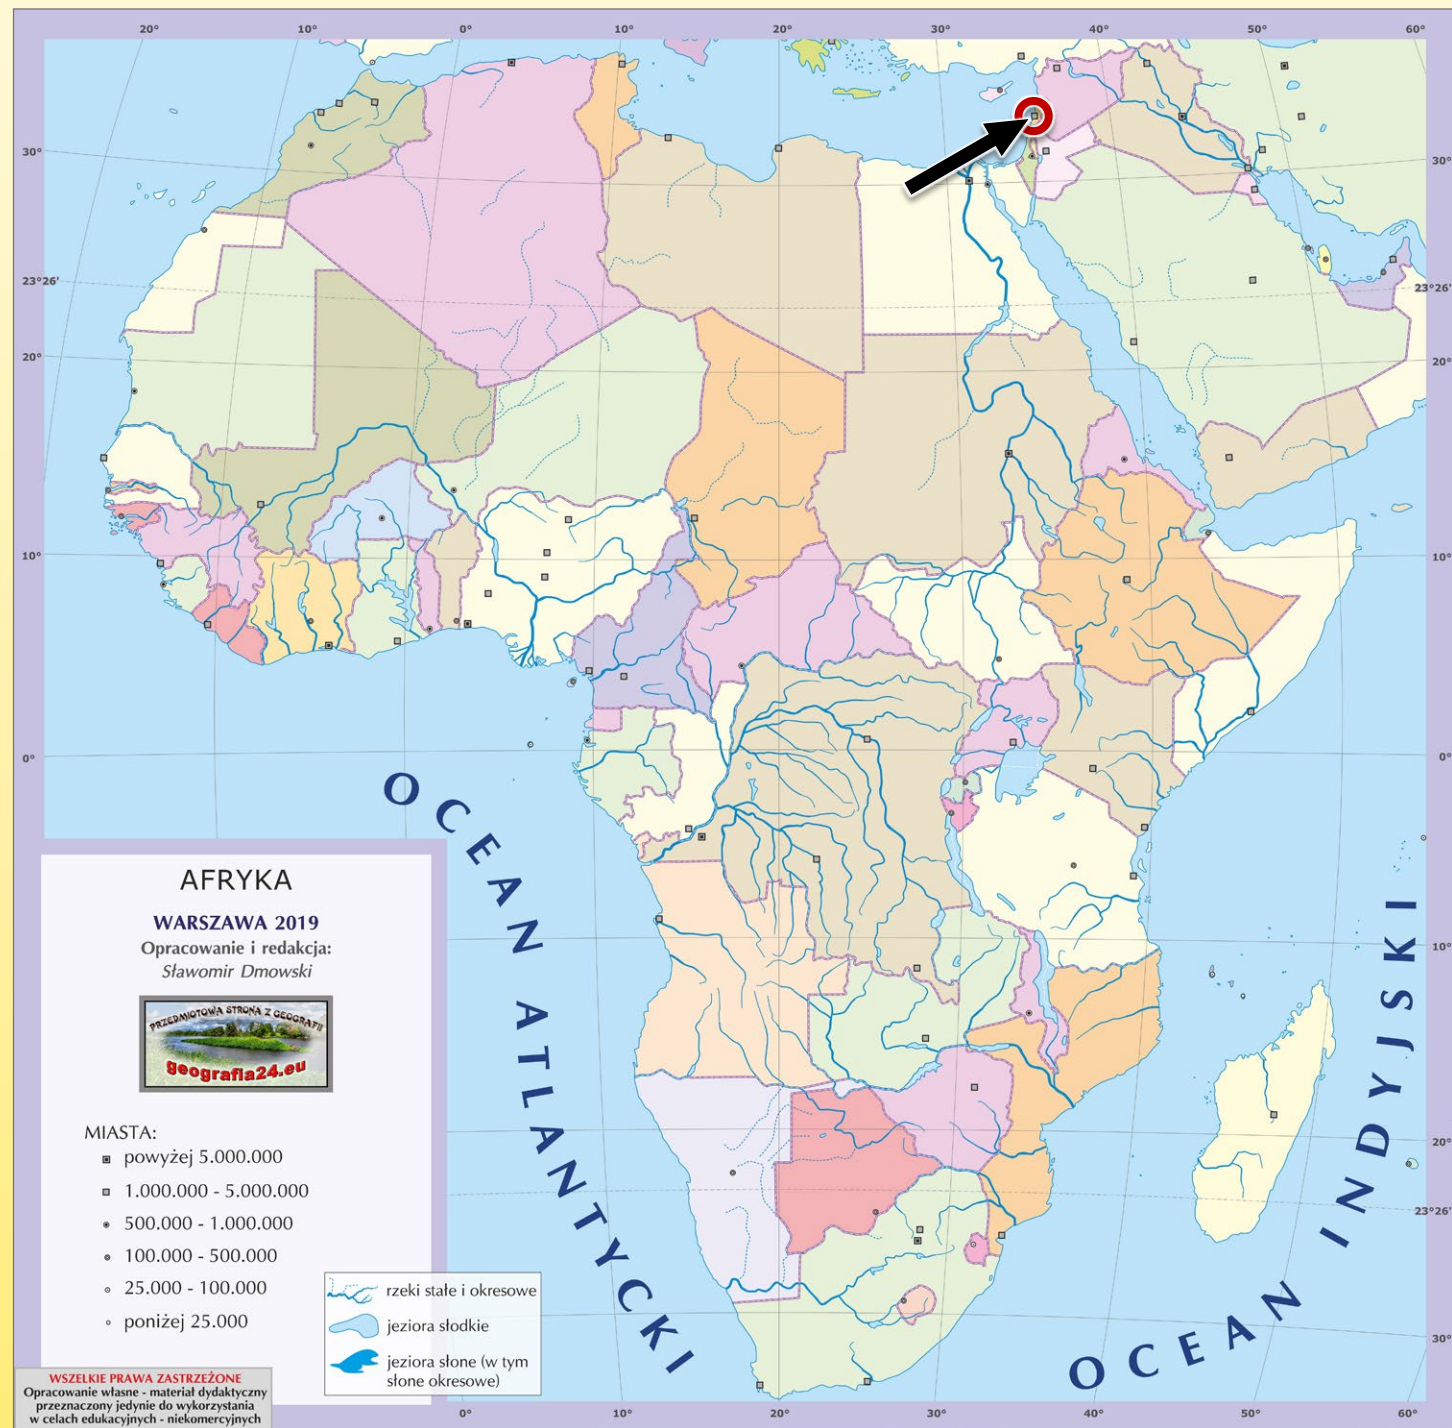 20° 10° 0° 10° 20° 30° 40° 50° 60°
30° 30°
23°26' 23°26'
20° 20°
10° 10°
0° 0°
10°
20°
23°26'
30°
OCEAN ATLANTYCKI
OCEAN INDYJSKI
AFRYKA
WARSZAWA 2019
Opracowanie i redakcja:
Sławomir Dmowski
PRZEDMIOTOWA STRONA Z GEOGRAFII
geografia24.eu
MIASTA:
powyżej 5.000.000
1.000.000 - 5.000.000
500.000 - 1.000.000
100.000 - 500.000
25.000 - 100.000
poniżej 25.000
rzeki stałe i okresowe
jeziora słodkie
jeziora słone (w tym
słone okresowe)
WSZELKIE PRAWA ZASTRZEŻONE
Opracowanie własne - materiał dydaktyczny
przeznaczony jedynie do wykorzystania
w celach edukacyjnych - niekomercyjnych
0° 10° 20° 30° 40° 50° 60°